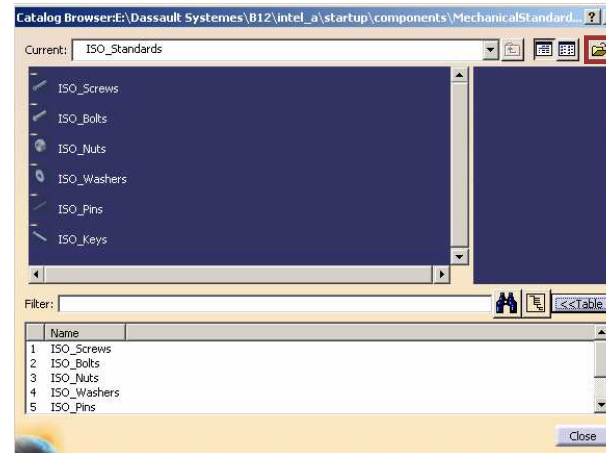 Catalog Browser:E:\Dassault Systemes\B12\intel_a\startup\components\MechanicalStandard...
Current: ISO_Standards
ISO_Screws
ISO_Bolts
ISO_Nuts
ISO_Washers
ISO_Pins
ISO_Keys
Filter: <<Table
Name
1 ISO_Screws
2 ISO_Bolts
3 ISO_Nuts
4 ISO_Washers
5 ISO_Pins
Close